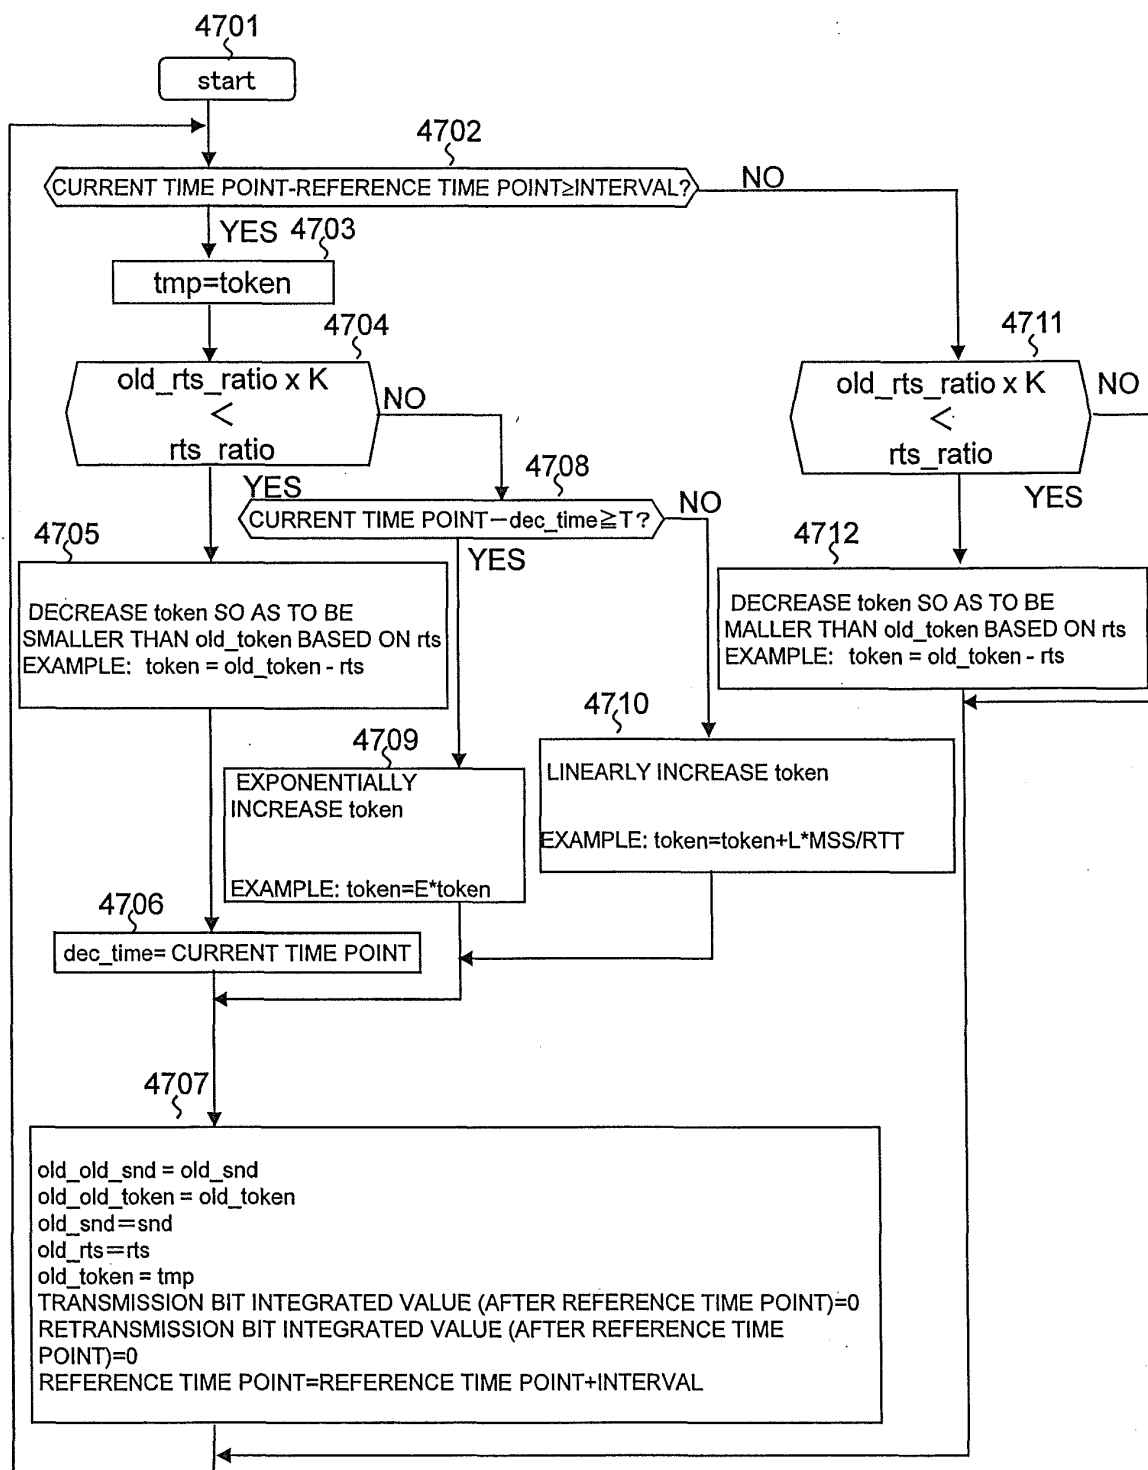 4701
start
4702
CURRENT TIME POINT-REFERENCE TIME POINT≥INTERVAL?
NO
YES
4703
tmp=token
4704
old_rts_ratio x K
<
rts_ratio
NO
YES
4711
old_rts_ratio x K
<
rts_ratio
NO
YES
4708
CURRENT TIME POINT-dec_time≧T?
NO
YES
4705
DECREASE token SO AS TO BE
SMALLER THAN old_token BASED ON rts
EXAMPLE: token = old_token - rts
4712
DECREASE token SO AS TO BE
MALLER THAN old_token BASED ON rts
EXAMPLE: token = old_token - rts
4709
EXPONENTIALLY
INCREASE token
EXAMPLE: token=E*token
4710
LINEARLY INCREASE token
EXAMPLE: token=token+L*MSS/RTT
4706
dec_time= CURRENT TIME POINT
4707
old_old_snd = old_snd
old_old_token = old_token
old_snd=snd
old_rts=rts
old_token = tmp
TRANSMISSION BIT INTEGRATED VALUE (AFTER REFERENCE TIME POINT)=0
RETRANSMISSION BIT INTEGRATED VALUE (AFTER REFERENCE TIME
POINT)=0
REFERENCE TIME POINT=REFERENCE TIME POINT+INTERVAL